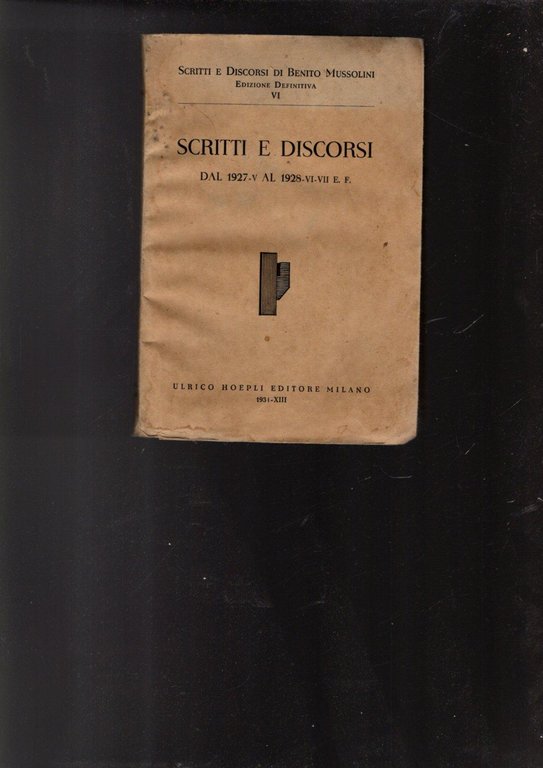 Scritti e Discorsi di Benito Mussolini
Edizione Definitiva
VI
SCRITTI E DISCORSI
DAL 1927-V AL 1928-VI-VII E. F.
ULRICO HOEPLI EDITORE MILANO
1934-XIII